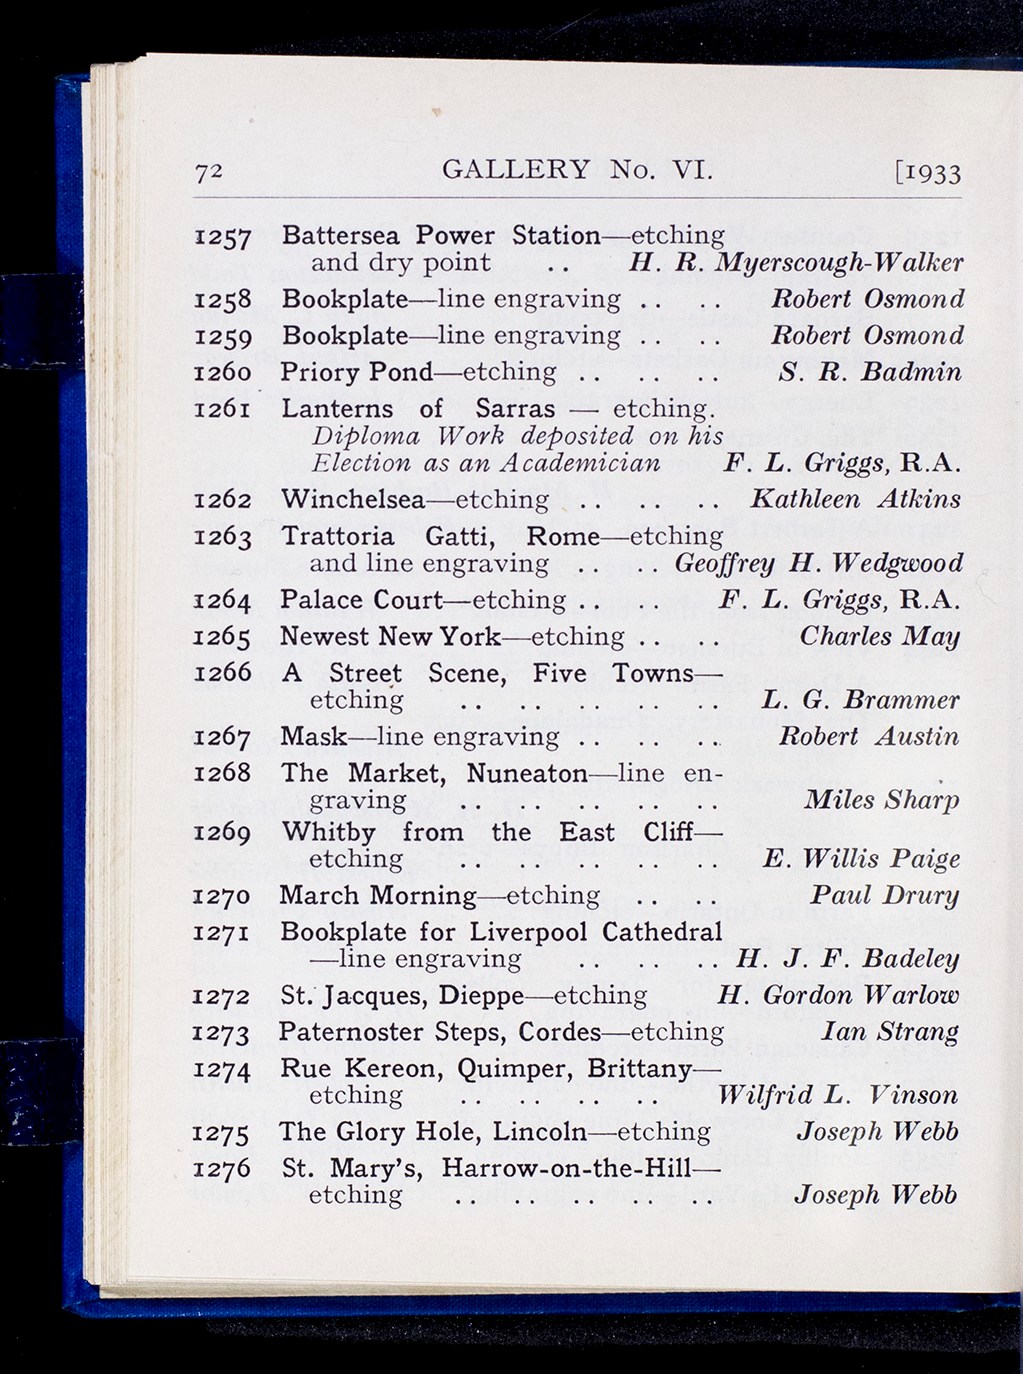 72 GALLERY No. VI. [1933
1257 Battersea Power Station—etching
and dry point .. H. R. Myerscough-Walker
1258 Bookplate—line engraving .. .. Robert Osmond
1259 Bookplate—line engraving .. .. Robert Osmond
1260 Priory Pond—etching .. .. .. S. R. Badmin
1261 Lanterns of Sarras — etching.
Diploma Work deposited on his
Election as an Academician F. L. Griggs, R.A.
1262 Winchelsea—etching .. .. .. Kathleen Atkins
1263 Trattoria Gatti, Rome—etching
and line engraving .. .. Geoffrey H. Wedgwood
1264 Palace Court—etching .. .. F. L. Griggs, R.A.
1265 Newest New York—etching .. .. Charles May
1266 A Street Scene, Five Towns—
etching .. .. .. .. .. L. G. Brammer
1267 Mask—line engraving .. .. .. Robert Austin
1268 The Market, Nuneaton—line en-
graving .. .. .. .. .. Miles Sharp
1269 Whitby from the East Cliff—
etching .. .. .. .. .. E. Willis Paige
1270 March Morning—etching .. .. Paul Drury
1271 Bookplate for Liverpool Cathedral
—line engraving .. .. .. H. J. F. Badeley
1272 St. Jacques, Dieppe—etching H. Gordon Warlow
1273 Paternoster Steps, Cordes—etching Ian Strang
1274 Rue Kereon, Quimper, Brittany—
etching .. .. .. .. Wilfrid L. Vinson
1275 The Glory Hole, Lincoln—etching Joseph Webb
1276 St. Mary's, Harrow-on-the-Hill—
etching .. .. .. .. .. Joseph Webb